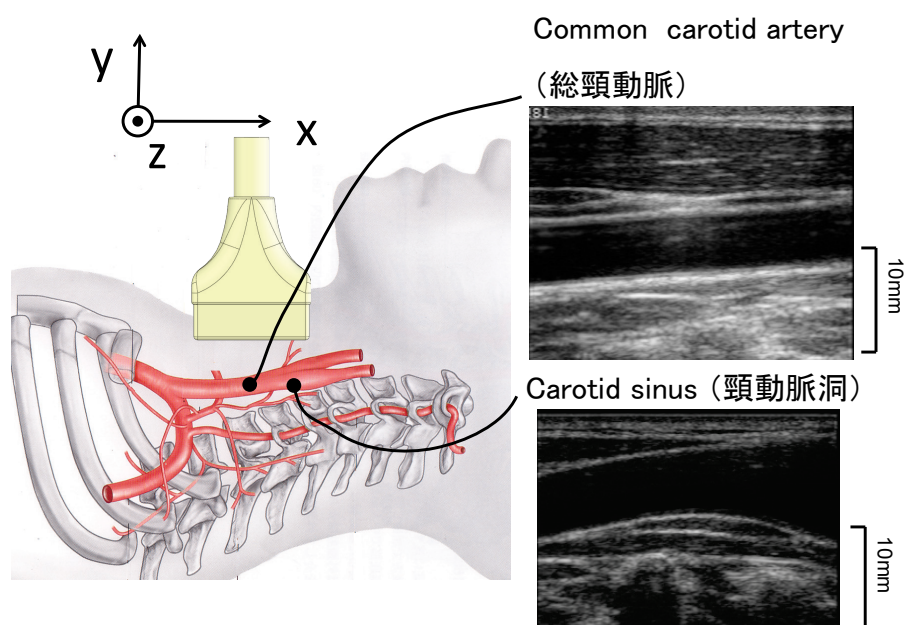 Common carotid artery
(総頸動脈)
y
x
z
10mm
Carotid sinus (頸動脈洞)
10mm